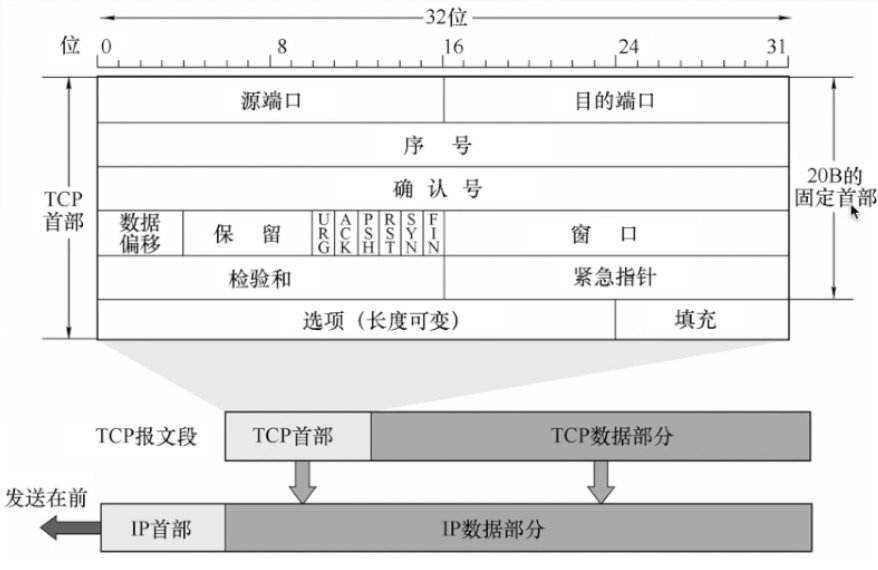 32位
位 0 8 16 24 31
源端口 目的端口
序 号
TCP
首部
确 认 号
20B的
固定首部
数据
偏移
保 留
URG
ACK
PSH
RST
SYN
FIN
窗 口
检验和 紧急指针
选项（长度可变） 填充
TCP报文段 TCP首部 TCP数据部分
发送在前
IP首部 IP数据部分